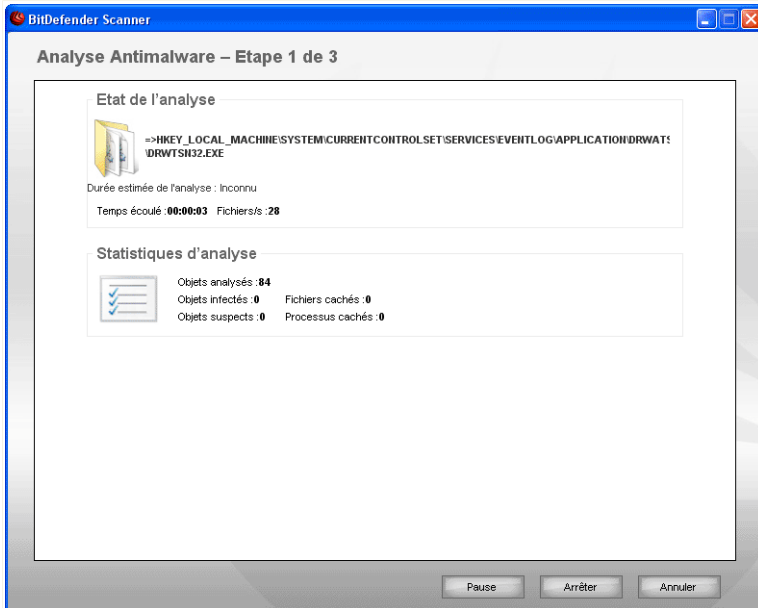 BitDefender Scanner
Analyse Antimalware – Etape 1 de 3
Etat de l'analyse
=>HKEY_LOCAL_MACHINE\SYSTEM\CURRENTCONTROLSET\SERVICES\EVENTLOG\APPLICATION\DRWATS
\DRWTSN32.EXE
Durée estimée de l'analyse : Inconnu
Temps écoulé :00:00:03 Fichiers/s :28
Statistiques d'analyse
Objets analysés :84
Objets infectés :0 Fichiers cachés :0
Objets suspects :0 Processus cachés :0
Pause Arrêter Annuler